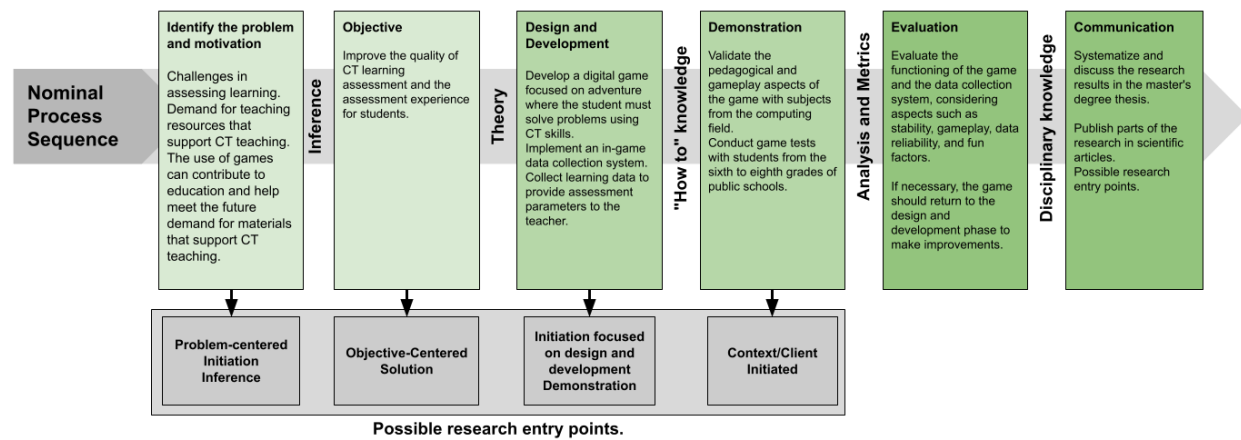 Nominal
Process
Sequence
Identify the problem
and motivation
Challenges in
assessing learning.
Demand for teaching
resources that
support CT teaching.
The use of games
can contribute to
education and help
meet the future
demand for materials
that support CT
teaching.
Inference
Objective
Improve the quality of
CT learning
assessment and the
assessment experience
for students.
Theory
Design and
Development
Develop a digital game
focused on adventure
where the student must
solve problems using
CT skills.
Implement an in-game
data collection system.
Collect learning data to
provide assessment
parameters to the
teacher.
"How to" knowledge
Demonstration
Validate the
pedagogical and
gameplay aspects of
the game with subjects
from the computing
field.
Conduct game tests
with students from the
sixth to eighth grades of
public schools.
Analysis and Metrics
Evaluation
Evaluate the
functioning of the game
and the data collection
system, considering
aspects such as
stability, gameplay, data
reliability, and fun
factors.
If necessary, the game
should return to the
design and
development phase to
make improvements.
Disciplinary knowledge
Communication
Systematize and
discuss the research
results in the master's
degree thesis.
Publish parts of the
research in scientific
articles.
Possible research
entry points.
Problem-centered
Initiation
Inference
Objective-Centered
Solution
Initiation focused
on design and
development
Demonstration
Context/Client
Initiated
Possible research entry points.